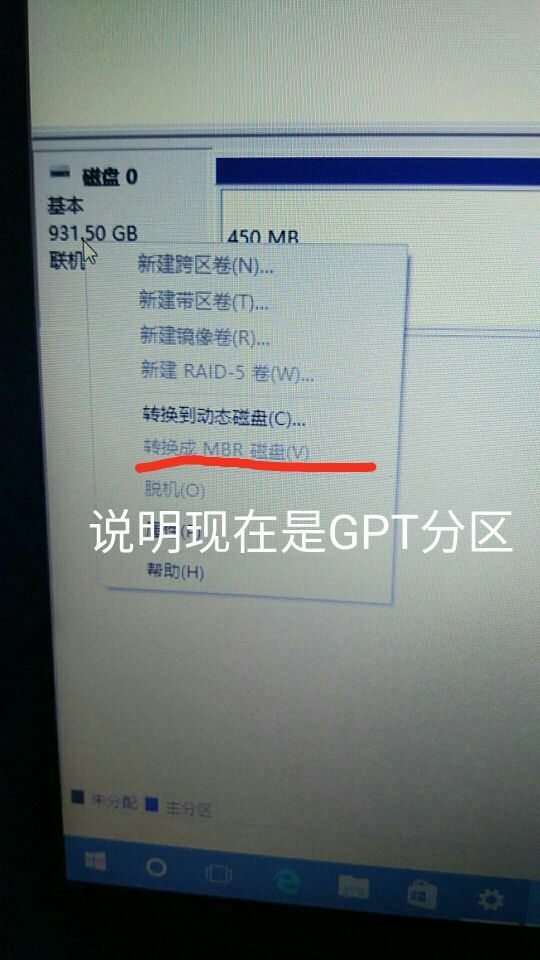 磁盘 0
基本
931.50 GB
联机
450 MB
新建跨区卷(N)...
新建带区卷(T)...
新建镜像卷(R)...
新建 RAID-5 卷(W)...
转换到动态磁盘(C)...
转换成 MBR 磁盘(V)
脱机(O)
说明现在是GPT分区
帮助(H)
未分配 主分区